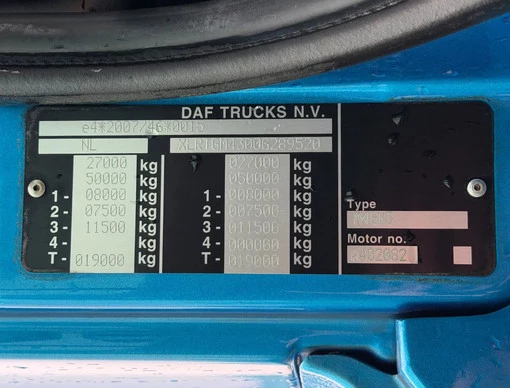 DAF TRUCKS N.V.
e4*2007/46*0015
NL
27000 kg 027000 kg
50000 kg 050000 kg
1 - 08000 kg 1 - 008000 kg
2 - 07500 kg 2 - 007500 kg
3 - 11500 kg 3 - 011500 kg
4 - kg 4 - 000000 kg
T - 019000 kg T - 019000 kg
Type
Motor no.